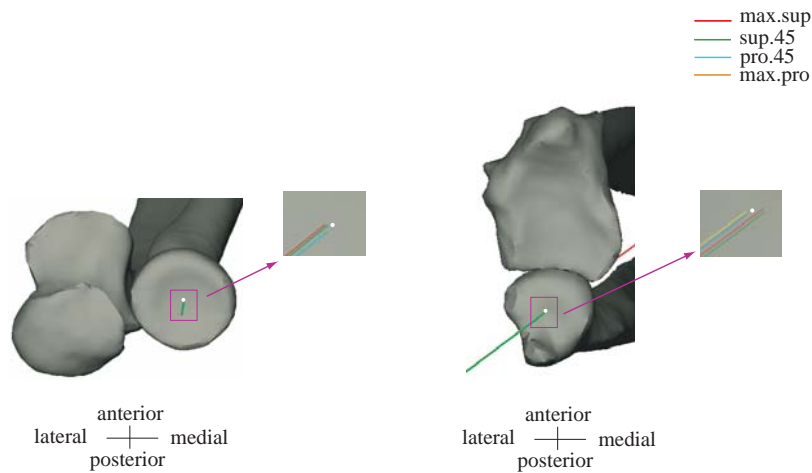 max.sup
sup.45
pro.45
max.pro
anterior
lateral medial
posterior
anterior
lateral medial
posterior